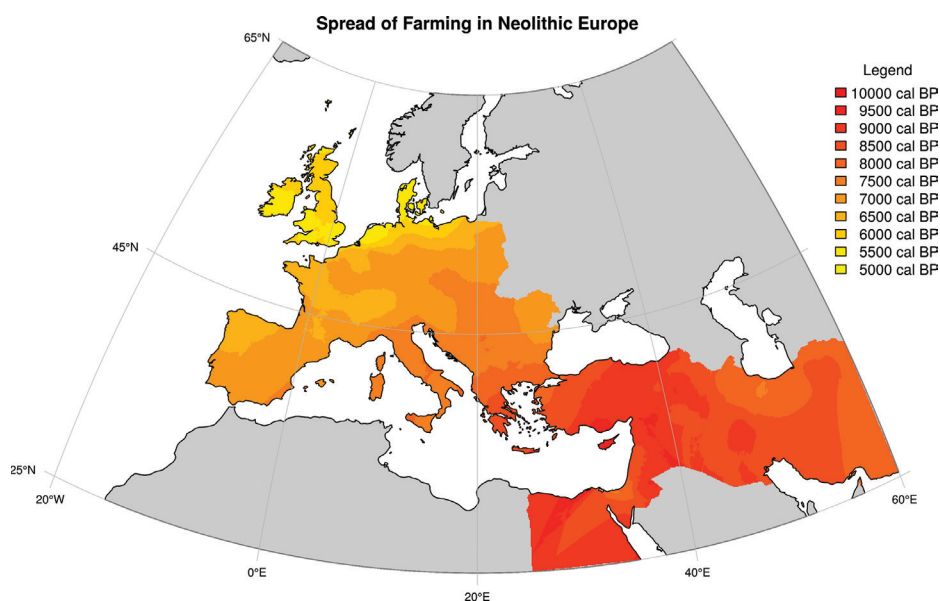 Spread of Farming in Neolithic Europe
65°N
Legend
10000 cal BP
9500 cal BP
9000 cal BP
8500 cal BP
8000 cal BP
7500 cal BP
7000 cal BP
6500 cal BP
6000 cal BP
5500 cal BP
5000 cal BP
45°N
25°N
20°W
60°E
0°E
40°E
20°E